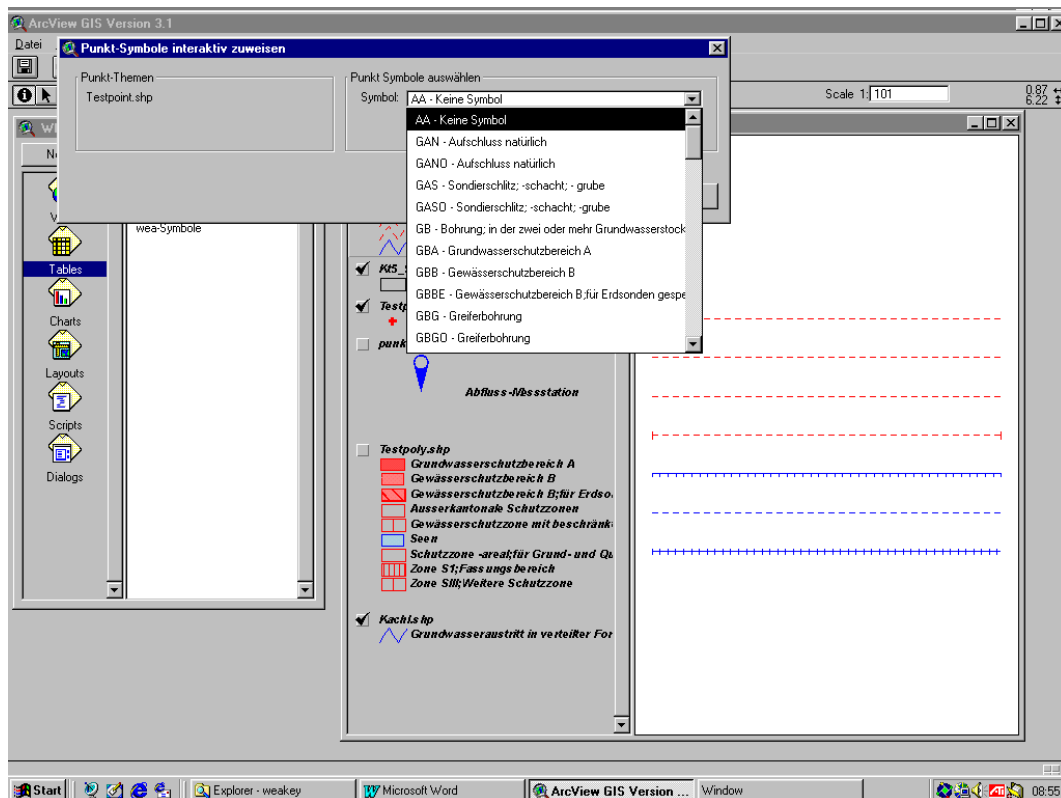 ArcView GIS Version 3.1
Datei
Punkt-Symbole interaktiv zuweisen
Punkt-Themen
Testpoint.shp
Punkt Symbole auswählen
Symbol: AA - Keine Symbol
AA - Keine Symbol
GAN - Aufschluss natürlich
GANO - Aufschluss natürlich
GAS - Sondierschlitz; -schacht; - grube
GASO - Sondierschlitz; -schacht; -grube
GB - Bohrung; in der zwei oder mehr Grundwasserstock
GBA - Grundwasserschutzbereich A
GBB - Gewässerschutzbereich B
GBBE - Gewässerschutzbereich B;für Erdsonden gespe
GBG - Greiferbohrung
GBGO - Greiferbohrung
Scale 1: 101
0.87
6.22
wea-Symbole
Tables
Charts
Layouts
Scripts
Dialogs
Abfluss-Messstation
Testpoly.shp
Grundwasserschutzbereich A
Gewässerschutzbereich B
Gewässerschutzbereich B;für Erdso
Ausserkantonale Schutzzonen
Gewässerschutzzone mit beschränk
Seen
Schutzzone -areal;für Grund- und Qu
Zone S1;Fassungsbereich
Zone SIII;Weitere Schutzzone
Kachl.shp
Grundwasseraustritt in verteilter For
Start
Explorer - weakey
Microsoft Word
ArcView GIS Version ...
Window
08:55